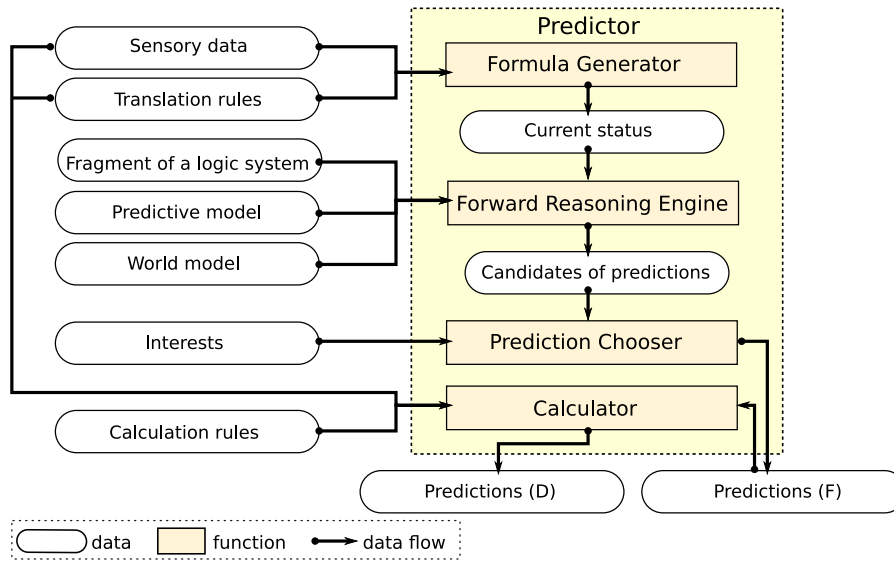 Predictor
Sensory data
Formula Generator
Translation rules
Current status
Fragment of a logic system
Predictive model
Forward Reasoning Engine
World model
Candidates of predictions
Interests
Prediction Chooser
Calculator
Calculation rules
Predictions (D)
Predictions (F)
data
function
data flow